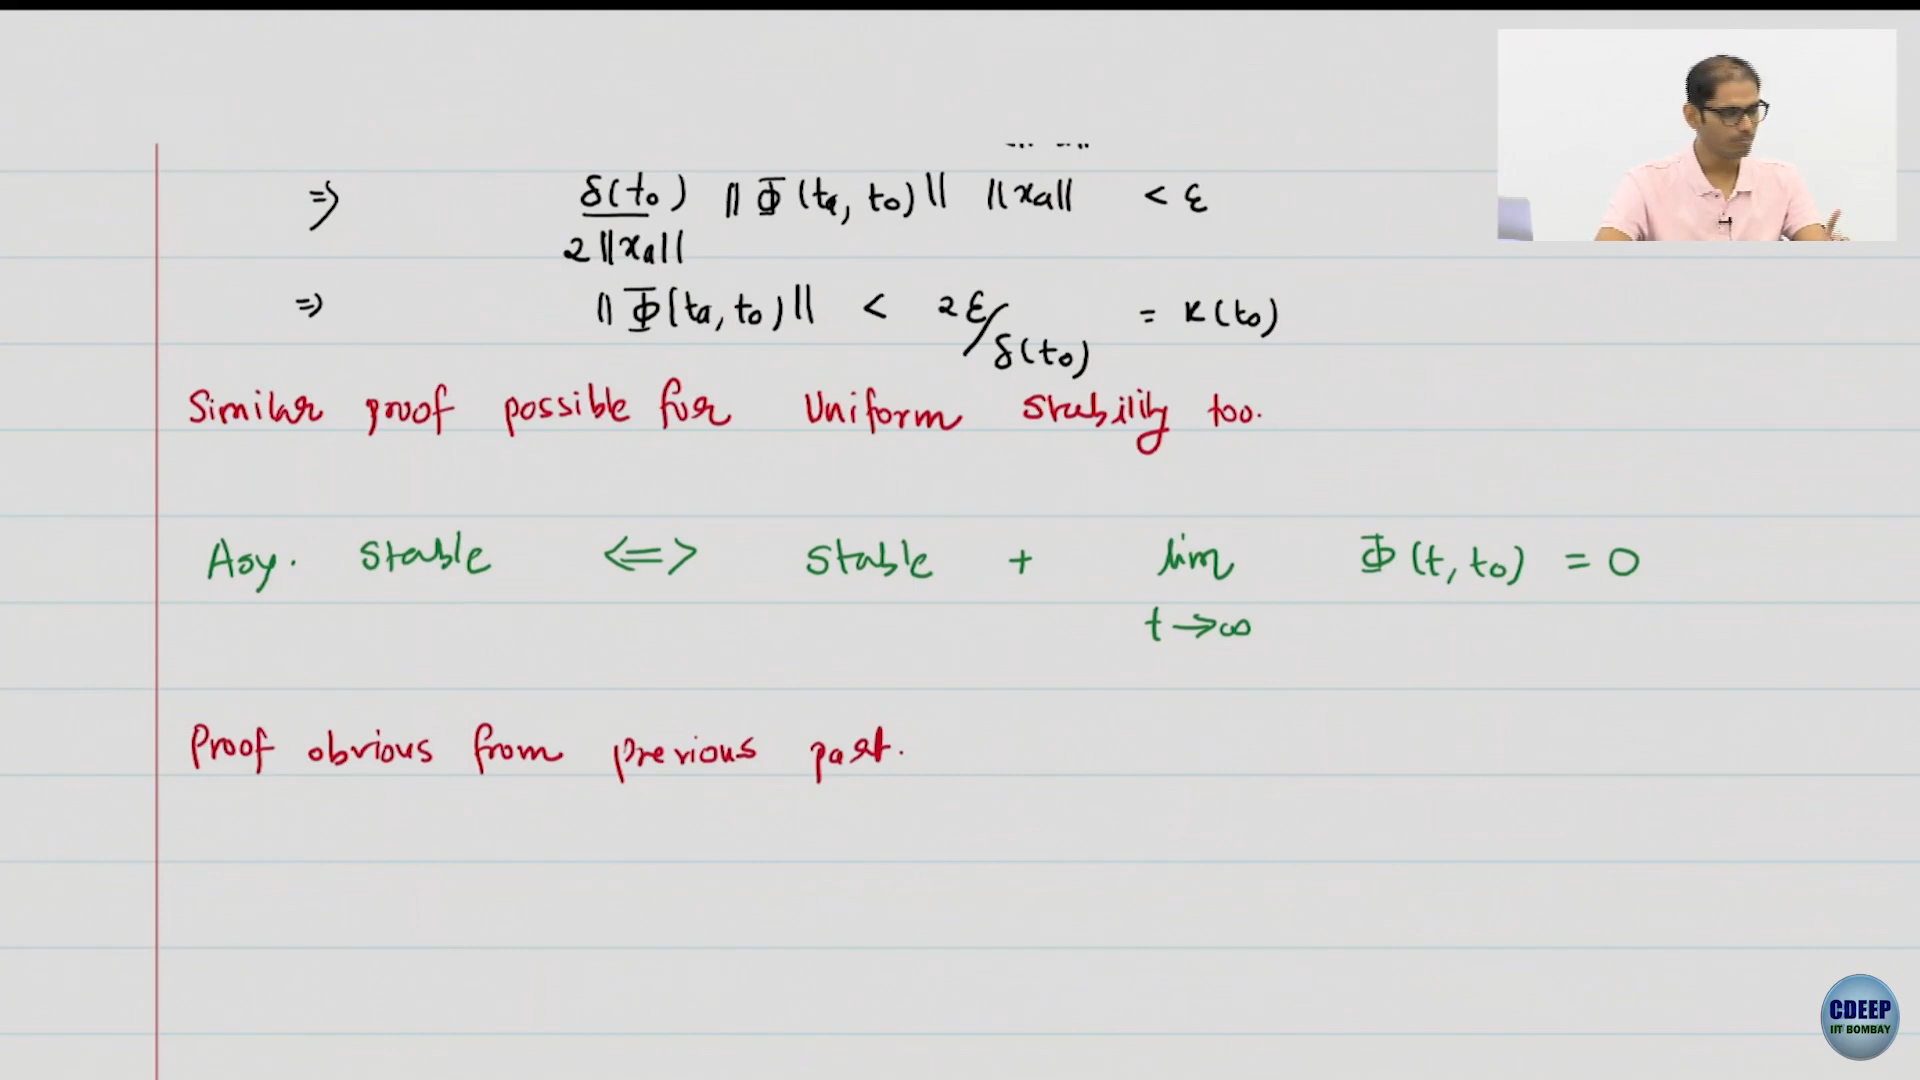 ⇒ δ(t₀) ‖Φ(tₐ, t₀)‖ ‖xₐ‖ < ε
2‖xₐ‖
⇒ ‖Φ(tₐ, t₀)‖ < 2ε/δ(t₀) = K(t₀)
Similar proof possible for Uniform stability too.
Asy. stable <=> stable + lim Φ(t, t₀) = 0
t→∞
Proof obvious from previous part.
CDEEP
IIT BOMBAY